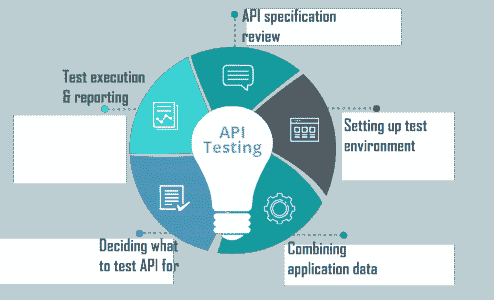 API specification
review
Test execution
& reporting
API
Testing
Setting up test
environment
Deciding what
to test API for
Combining
application data